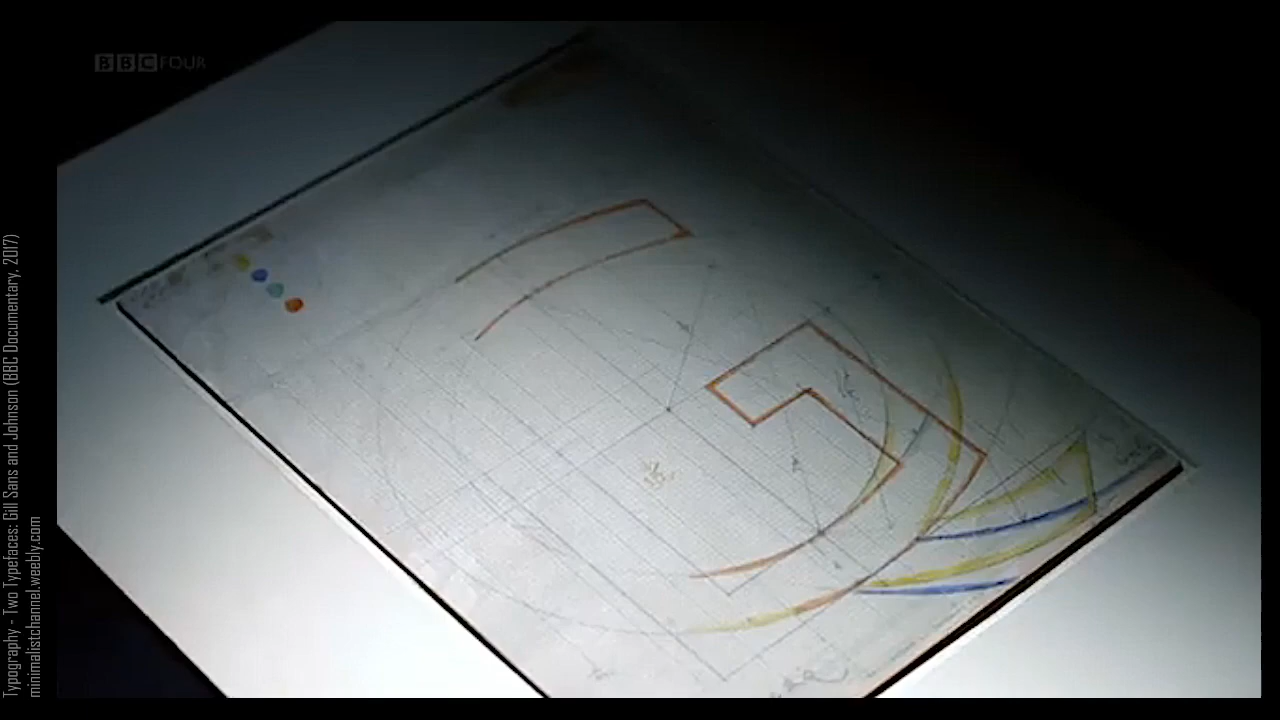 BBC FOUR
Typography - Two Typefaces: Gill Sans and Johnson (BBC Documentary, 2017)
minimalistchannel.weebly.com